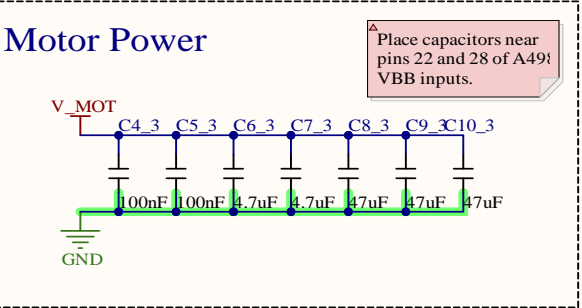 Motor Power
Place capacitors near
pins 22 and 28 of A498
VBB inputs.
V_MOT
C4_3 C5_3 C6_3 C7_3 C8_3 C9_3 C10_3
100nF 100nF 4.7uF 4.7uF 47uF 47uF 47uF
GND